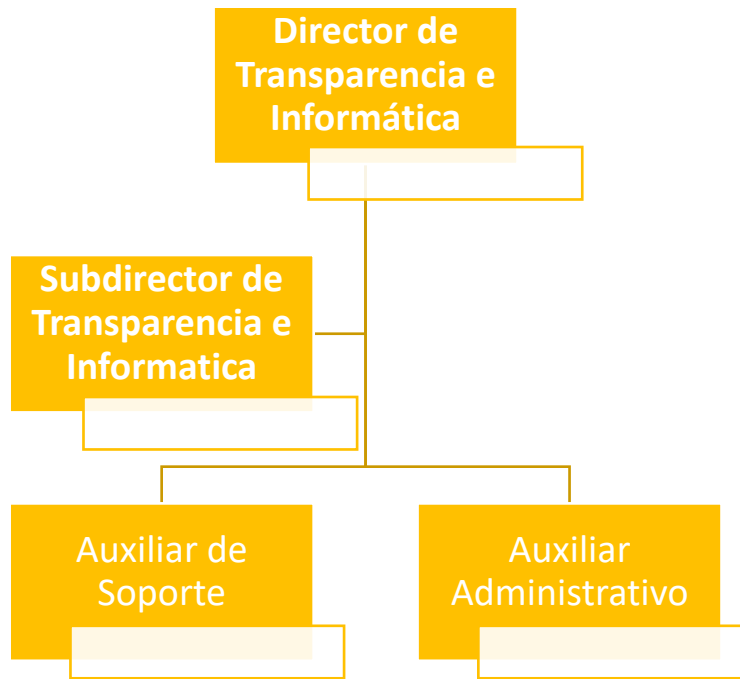 Director de
Transparencia e
Informática
Subdirector de
Transparencia e
Informatica
Auxiliar de
Soporte
Auxiliar
Administrativo